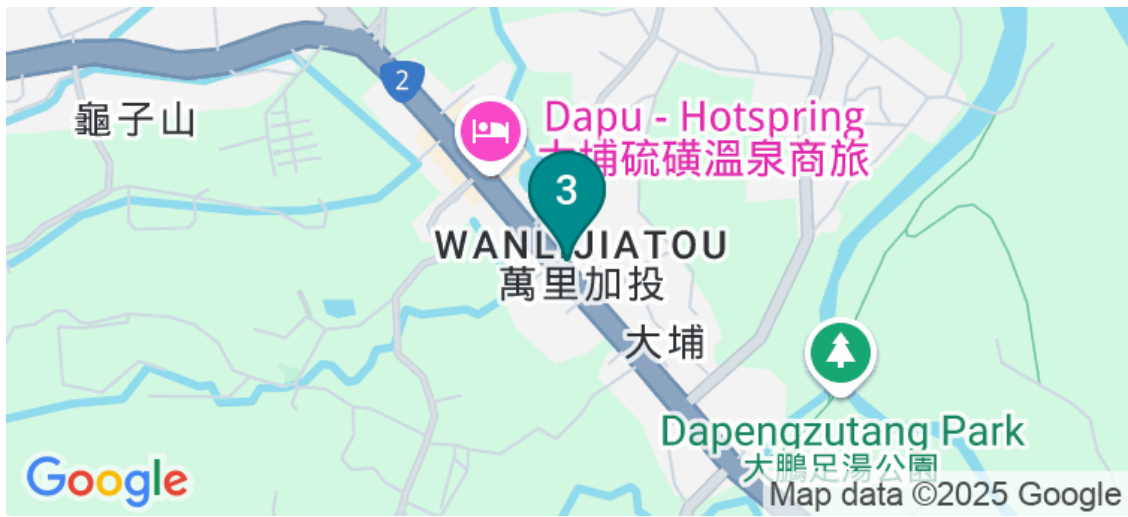 2
龜子山
Dapu - Hotspring
大埔硫磺溫泉商旅
3
WANLIJIATOU
萬里加投
大埔
Dapengzutang Park
大鵬足湯公園
Google
Map data ©2025 Google